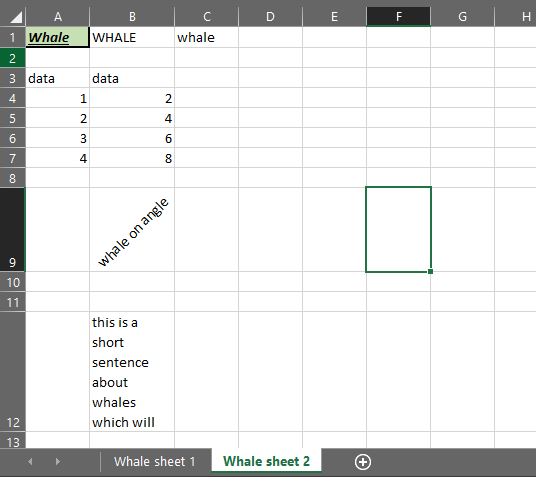 A B C D E F G H
1 Whale WHALE whale
2
3 data data
4 1 2
5 2 4
6 3 6
7 4 8
8
9 whale on angle
10
11
this is a
short
sentence
about
whales
12 which will
13
Whale sheet 1 Whale sheet 2